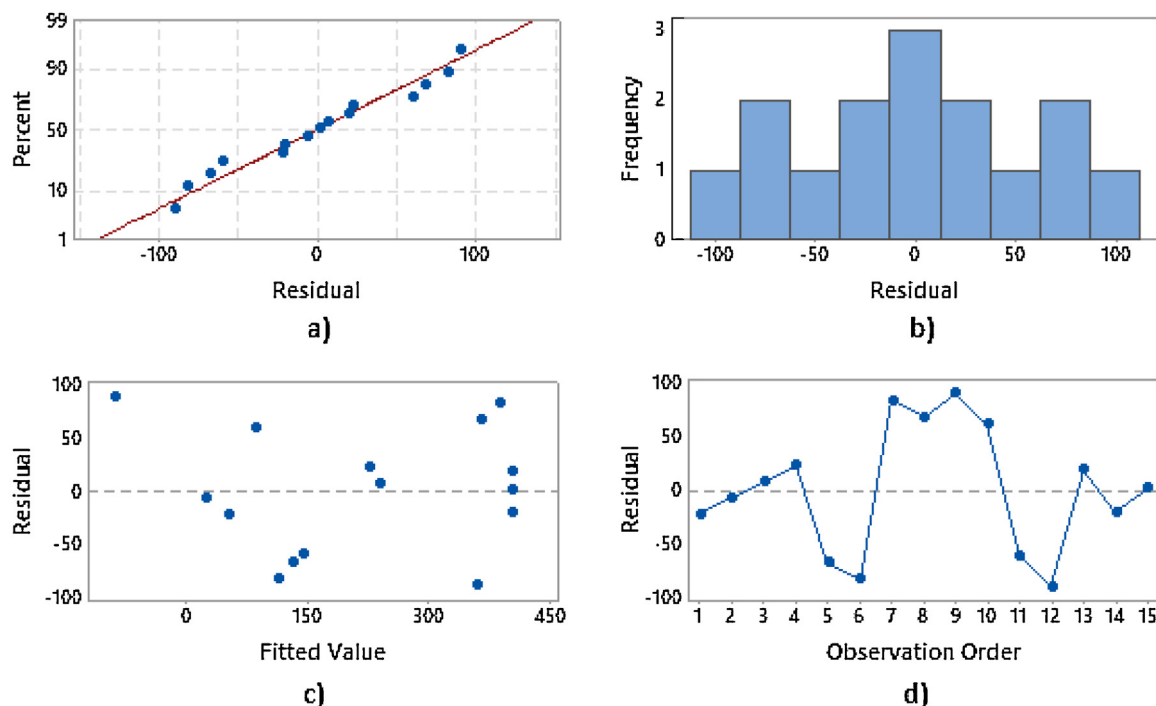 99
90
50
10
1
Percent
-100 0 100
Residual
a)
3
2
1
0
Frequency
-100 -50 0 50 100
Residual
b)
100
50
0
-50
-100
Residual
0 150 300 450
Fitted Value
c)
100
50
0
-50
-100
Residual
1 2 3 4 5 6 7 8 9 10 11 12 13 14 15
Observation Order
d)